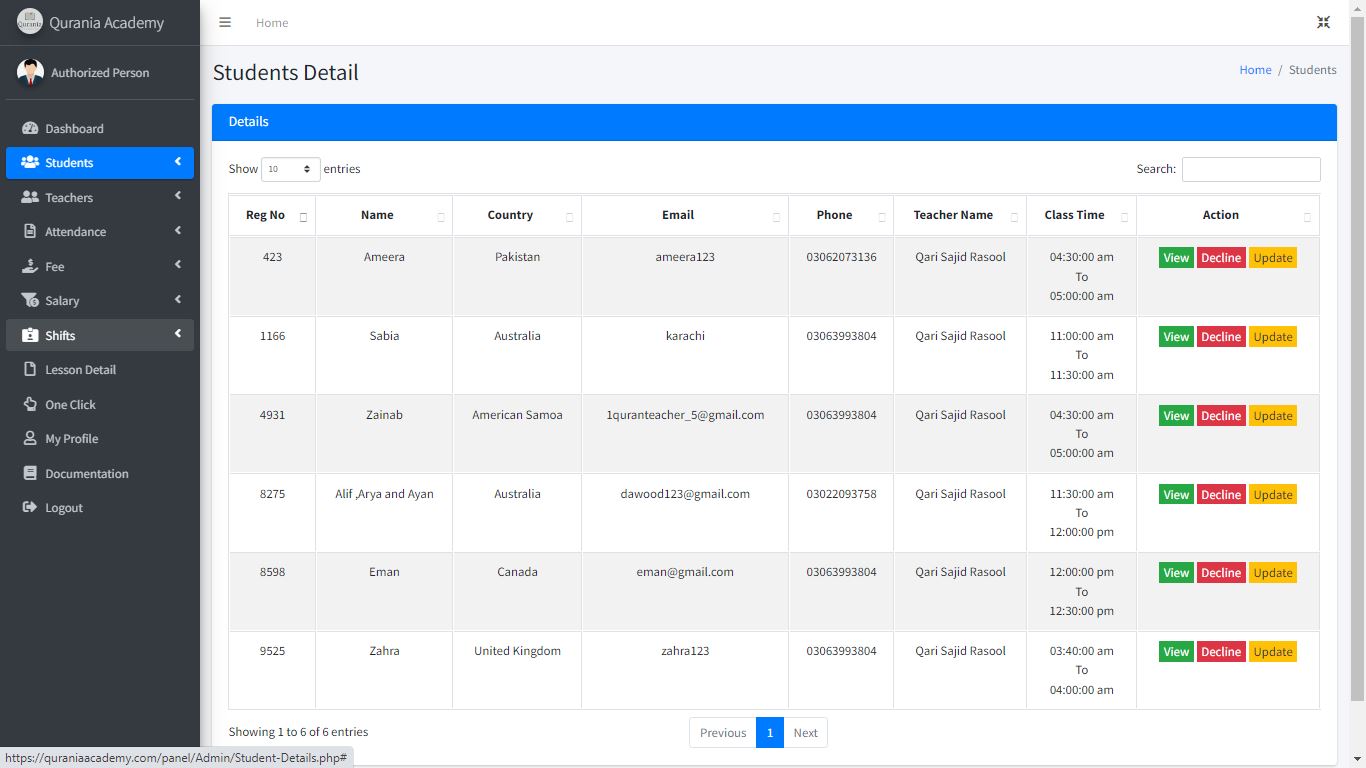 Qurania Academy
Home
Authorized Person
Dashboard
Students
Teachers
Attendance
Fee
Salary
Shifts
Lesson Detail
One Click
My Profile
Documentation
Logout
Students Detail
Home / Students
Details
Show 10 entries
Search:
Reg No Name Country Email Phone Teacher Name Class Time Action
423 Ameera Pakistan ameera123 03062073136 Qari Sajid Rasool 04:30:00 am View Decline Update
To
05:00:00 am
1166 Sabia Australia karachi 03063993804 Qari Sajid Rasool 11:00:00 am View Decline Update
To
11:30:00 am
4931 Zainab American Samoa 1quranteacher_5@gmail.com 03063993804 Qari Sajid Rasool 04:30:00 am View Decline Update
To
05:00:00 am
8275 Alif ,Arya and Ayan Australia dawood123@gmail.com 03022093758 Qari Sajid Rasool 11:30:00 am View Decline Update
To
12:00:00 pm
8598 Eman Canada eman@gmail.com 03063993804 Qari Sajid Rasool 12:00:00 pm View Decline Update
To
12:30:00 pm
9525 Zahra United Kingdom zahra123 03063993804 Qari Sajid Rasool 03:40:00 am View Decline Update
To
04:00:00 am
Showing 1 to 6 of 6 entries
Previous 1 Next
https://quraniaacademy.com/panel/Admin/Student-Details.php#